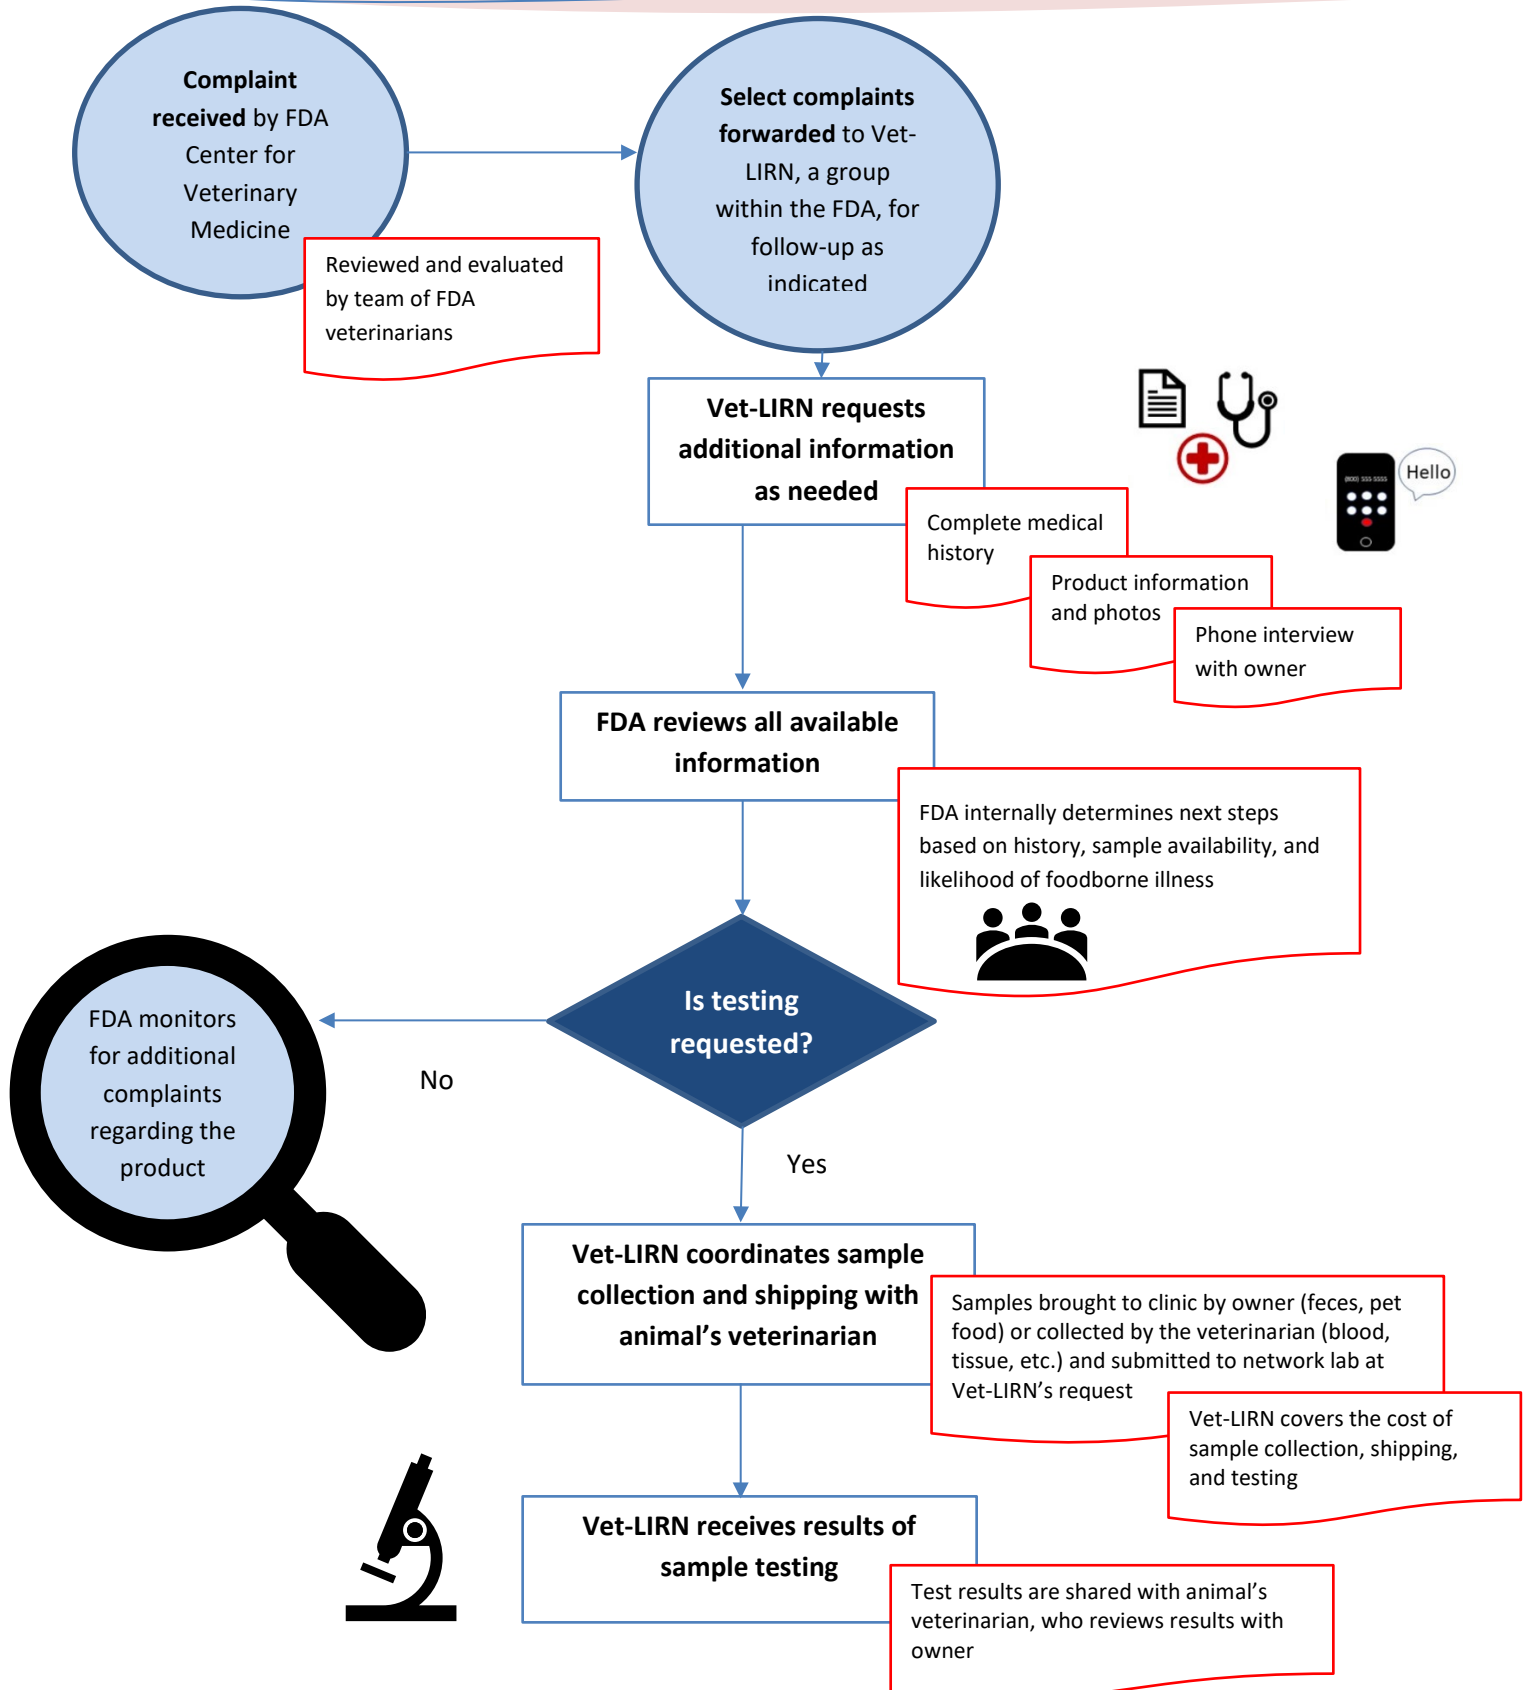 Complaint
received by FDA
Center for
Veterinary
Medicine
Reviewed and evaluated
by team of FDA
veterinarians
Select complaints
forwarded to Vet-
LIRN, a group
within the FDA, for
follow-up as
indicated
Vet-LIRN requests
additional information
as needed
Hello
(800) 555-5555
Complete medical
history
Product information
and photos
Phone interview
with owner
FDA reviews all available
information
FDA internally determines next steps
based on history, sample availability, and
likelihood of foodborne illness
Is testing
requested?
No
FDA monitors
for additional
complaints
regarding the
product
Yes
Vet-LIRN coordinates sample
collection and shipping with
animal’s veterinarian
Samples brought to clinic by owner (feces, pet
food) or collected by the veterinarian (blood,
tissue, etc.) and submitted to network lab at
Vet-LIRN’s request
Vet-LIRN covers the cost of
sample collection, shipping,
and testing
Vet-LIRN receives results of
sample testing
Test results are shared with animal’s
veterinarian, who reviews results with
owner